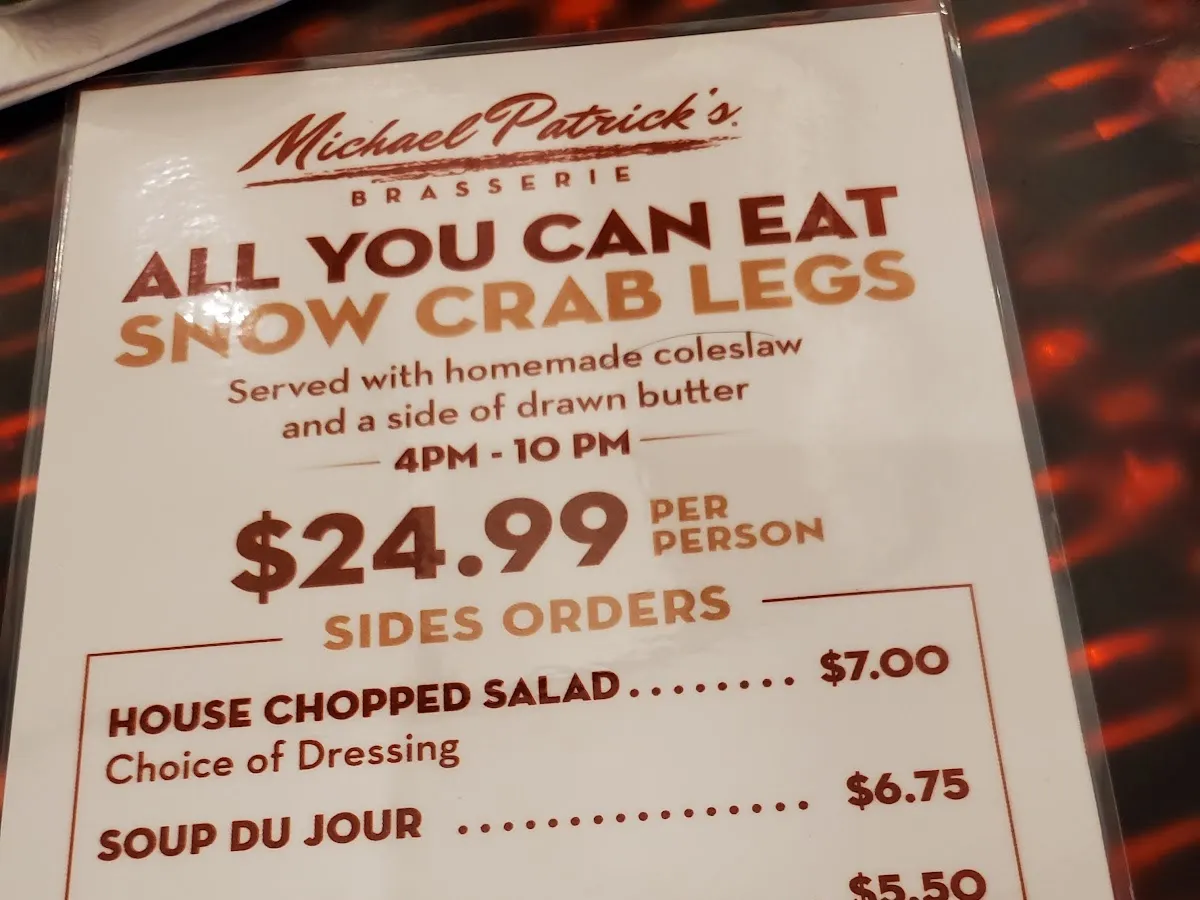 Michael Patrick's.
BRASSERIE
ALL YOU CAN EAT
SNOW CRAB LEGS
Served with homemade coleslaw
and a side of drawn butter
4PM - 10 PM
$24.99 PER PERSON
SIDES ORDERS
HOUSE CHOPPED SALAD........ $7.00
Choice of Dressing
SOUP DU JOUR ................ $6.75
$5.50